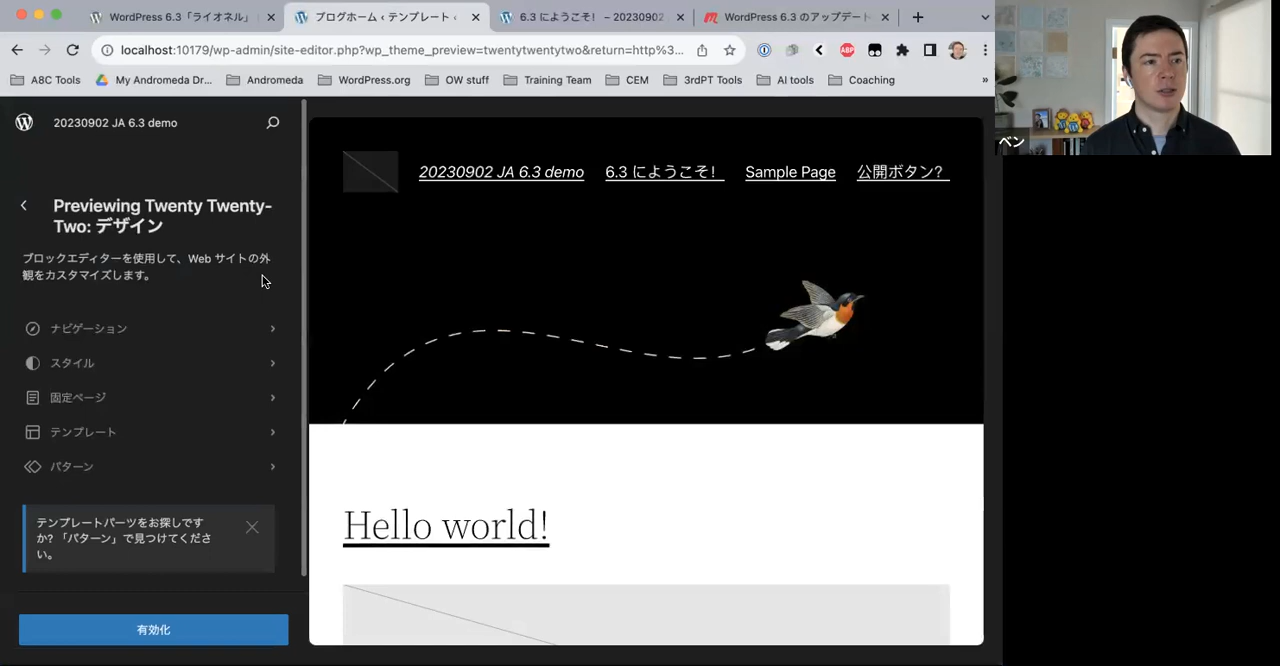 WordPress 6.3「ライオネル」
ブログホーム ‹ テンプレート ‹
6.3 にようこそ！ – 20230902
WordPress 6.3 のアップデート
localhost:10179/wp-admin/site-editor.php?wp_theme_preview=twentytwentytwo&return=http%3...
A8C Tools
My Andromeda Dr...
Andromeda
WordPress.org
OW stuff
Training Team
CEM
3rdPT Tools
AI tools
Coaching
»
20230902 JA 6.3 demo
Previewing Twenty Twenty-
Two: デザイン
ブロックエディターを使用して、Web サイトの外
観をカスタマイズします。
ナビゲーション
スタイル
固定ページ
テンプレート
パターン
テンプレートパーツをお探しです
か? 「パターン」で見つけてくださ
い。
有効化
20230902 JA 6.3 demo
6.3 にようこそ！
Sample Page
公開ボタン？
Hello world!
ABP
ベン